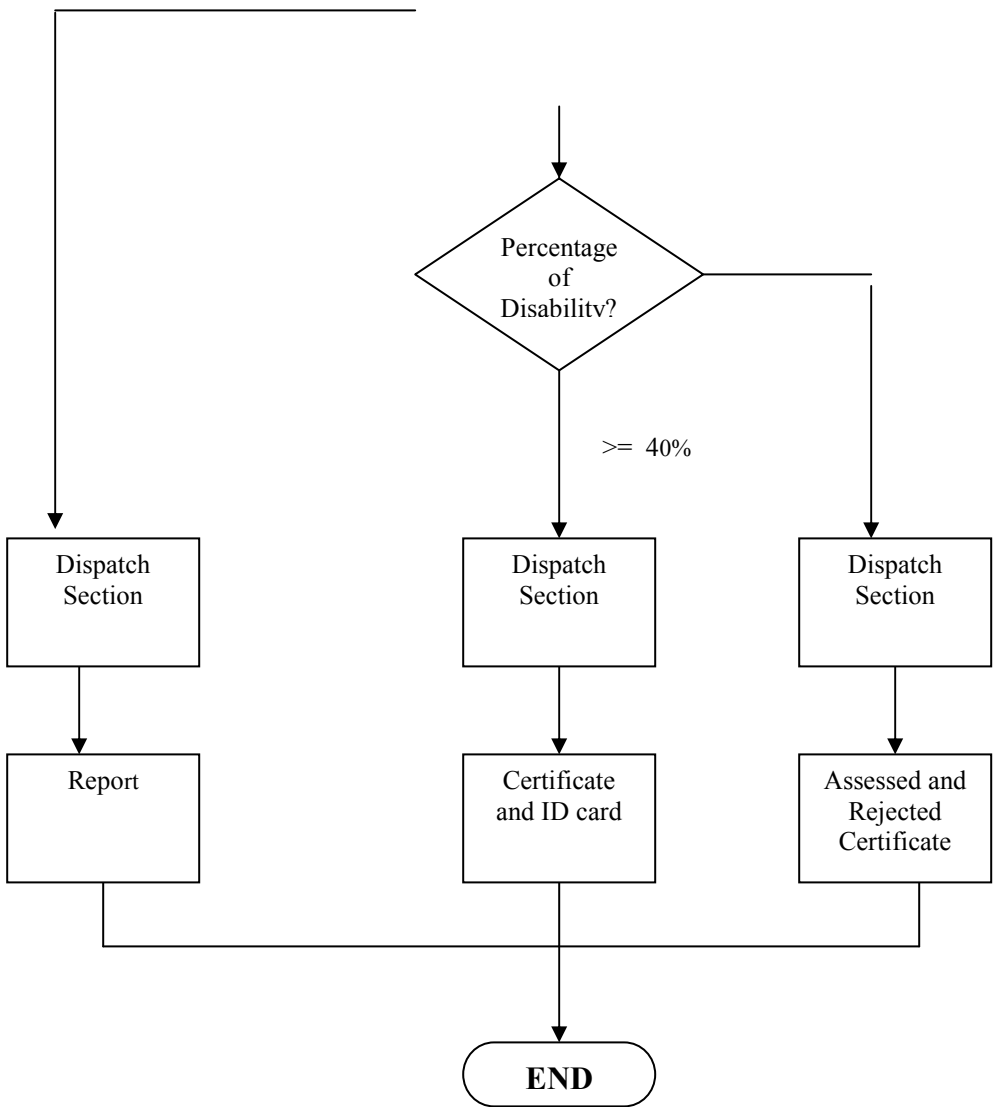 Percentage
of
Disability?
>= 40%
Dispatch
Section
Dispatch
Section
Dispatch
Section
Report
Certificate
and ID card
Assessed and
Rejected
Certificate
END